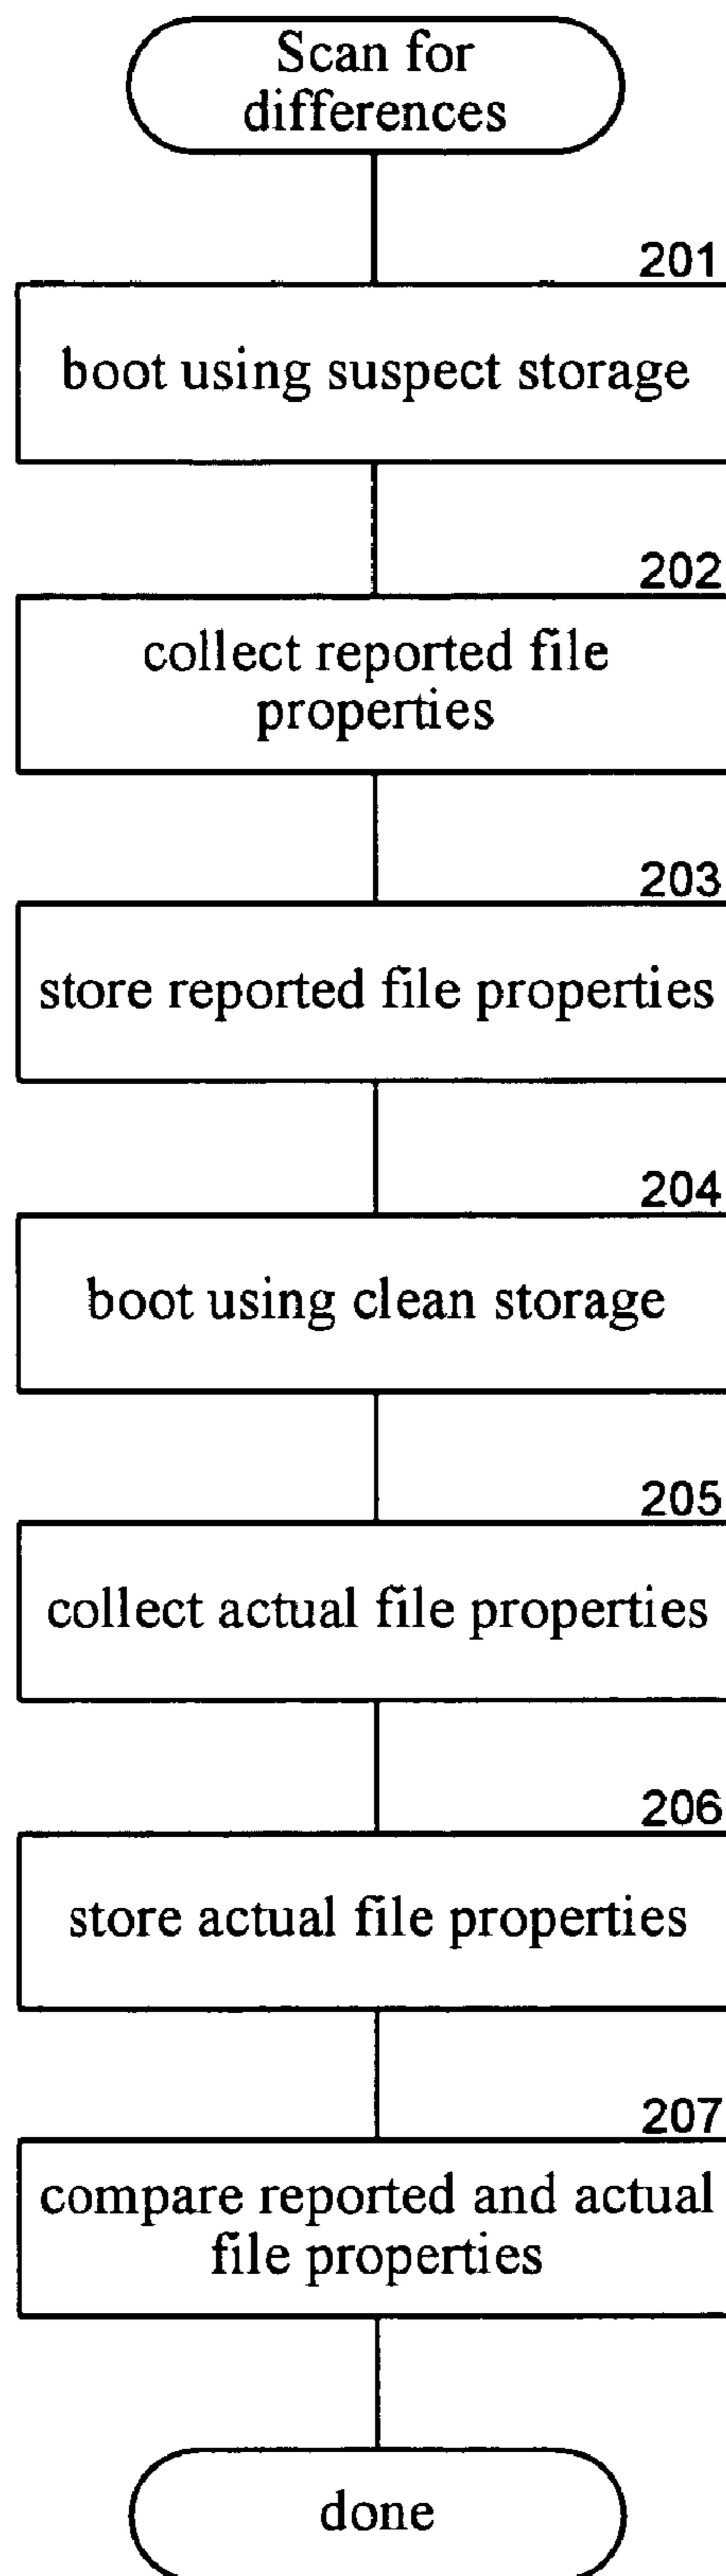 Scan for
differences
201
boot using suspect storage
202
collect reported file
properties
203
store reported file properties
204
boot using clean storage
205
collect actual file properties
206
store actual file properties
207
compare reported and actual
file properties
done